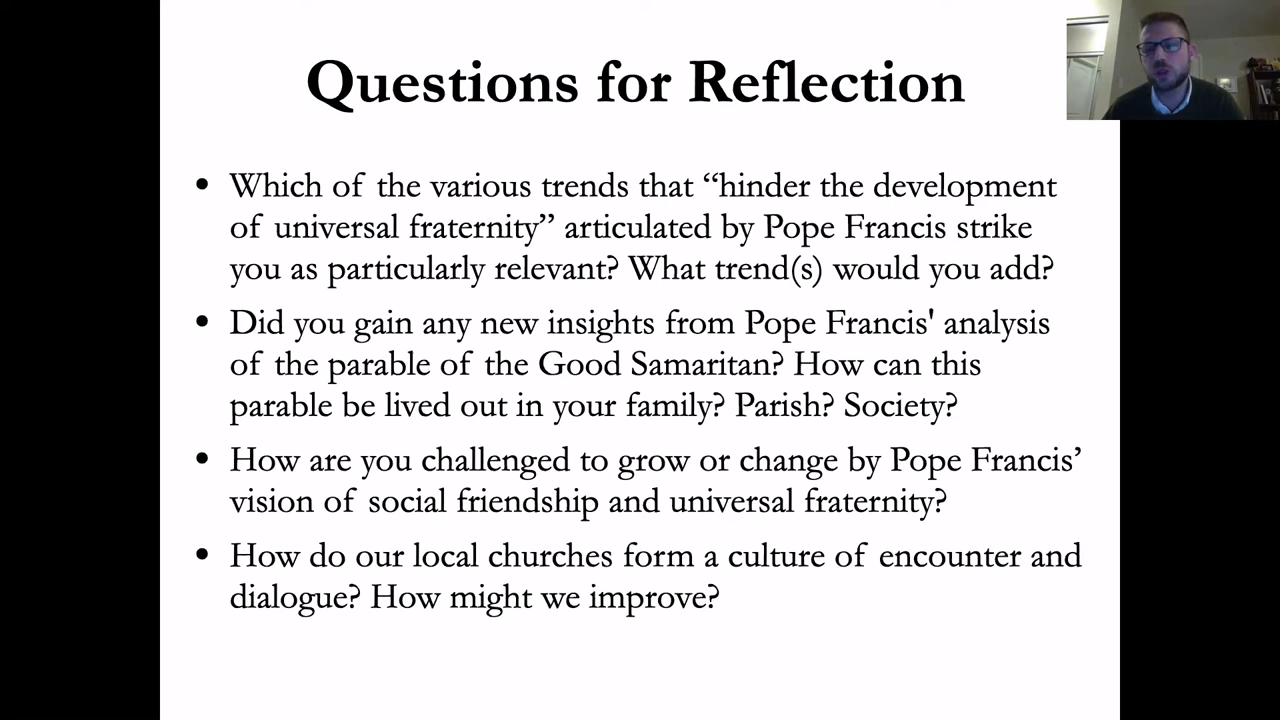 Questions for Reflection
• Which of the various trends that “hinder the development
of universal fraternity” articulated by Pope Francis strike
you as particularly relevant? What trend(s) would you add?
• Did you gain any new insights from Pope Francis' analysis
of the parable of the Good Samaritan? How can this
parable be lived out in your family? Parish? Society?
• How are you challenged to grow or change by Pope Francis’
vision of social friendship and universal fraternity?
• How do our local churches form a culture of encounter and
dialogue? How might we improve?